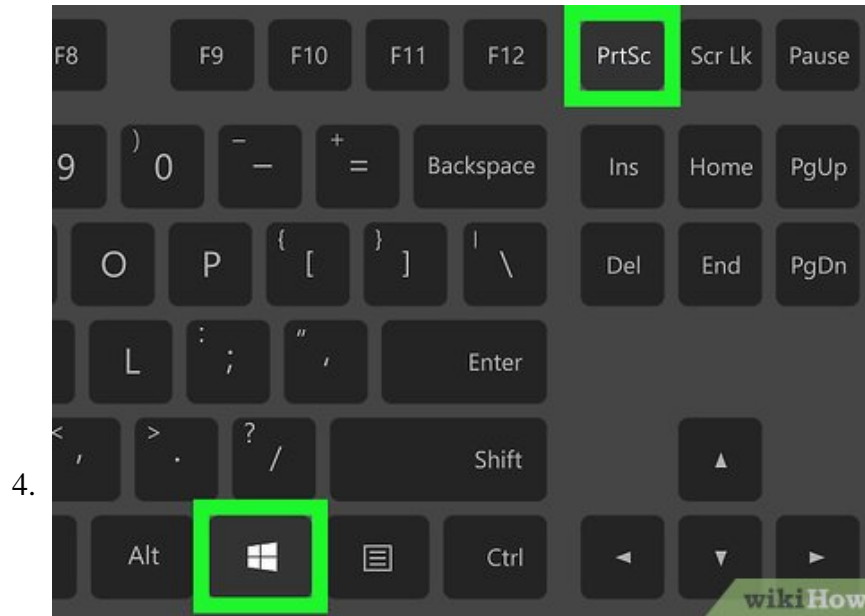 F8 F9 F10 F11 F12 PrtSc Scr Lk Pause
9 ) 0 _ – + = Backspace Ins Home PgUp
O P { [ } ] | \ Del End PgDn
L : ; " ' Enter
< , > . ? / Shift
4.
Alt Ctrl
wikiHow